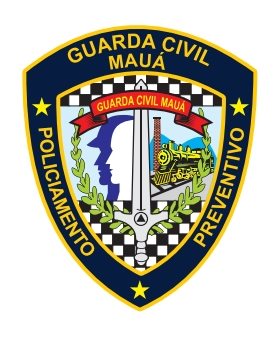 GUARDA CIVIL
MAUÁ
GUARDA CIVIL MAUÁ
POLICIAMENTO
PREVENTIVO